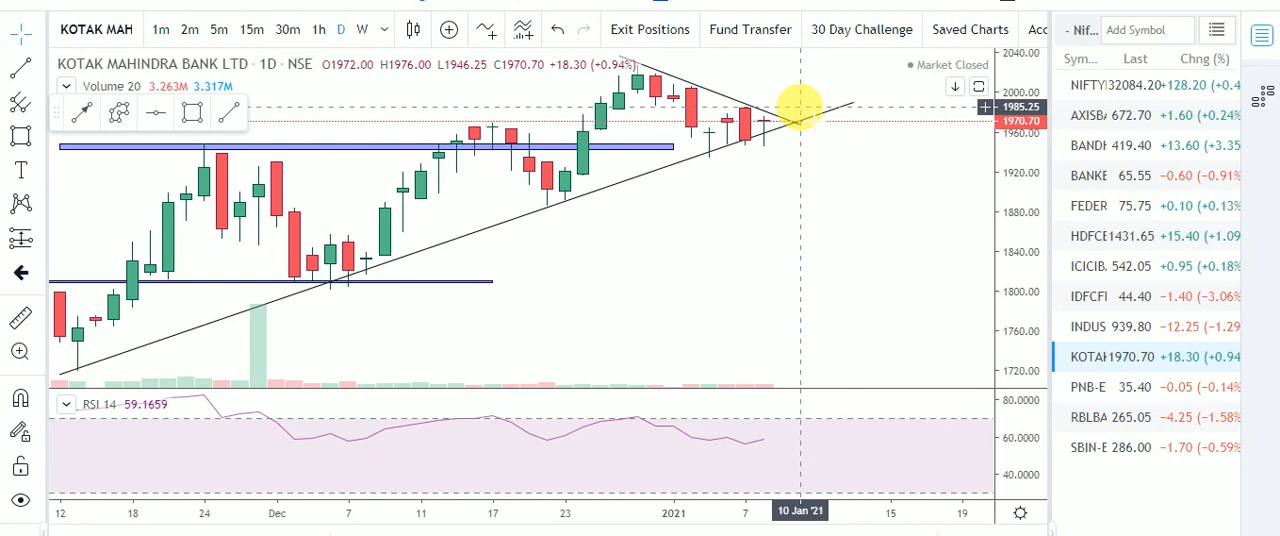 KOTAK MAH 1m 2m 5m 15m 30m 1h D W Exit Positions Fund Transfer 30 Day Challenge Saved Charts Acc
KOTAK MAHINDRA BANK LTD · 1D · NSE O1972.00 H1976.00 L1946.25 C1970.70 +18.30 (+0.94%)
Market Closed
Volume 20 3.263M 3.317M
2040.00
2000.00
1985.25
1970.70
1960.00
1920.00
1880.00
1840.00
1800.00
1760.00
1720.00
RSI 14 59.1659
80.0000
60.0000
40.0000
12 18 24 Dec 7 11 17 23 2021 7 10 Jan '21 15 19
- Nif... Add Symbol
Sym... Last Chng (%)
NIFTY 32084.20 +128.20 (+0.4
AXISBA 672.70 +1.60 (+0.24%
BANDH 419.40 +13.60 (+3.35
BANKE 65.55 −0.60 (−0.91%
FEDER 75.75 +0.10 (+0.13%
HDFCE 1431.65 +15.40 (+1.09
ICICIB. 542.05 +0.95 (+0.18%
IDFCFI 44.40 −1.40 (−3.06%
INDUS 939.80 −12.25 (−1.29
KOTAK 1970.70 +18.30 (+0.94
PNB-E 35.40 −0.05 (−0.14%
RBLBA 265.05 −4.25 (−1.58%
SBIN-E 286.00 −1.70 (−0.59%